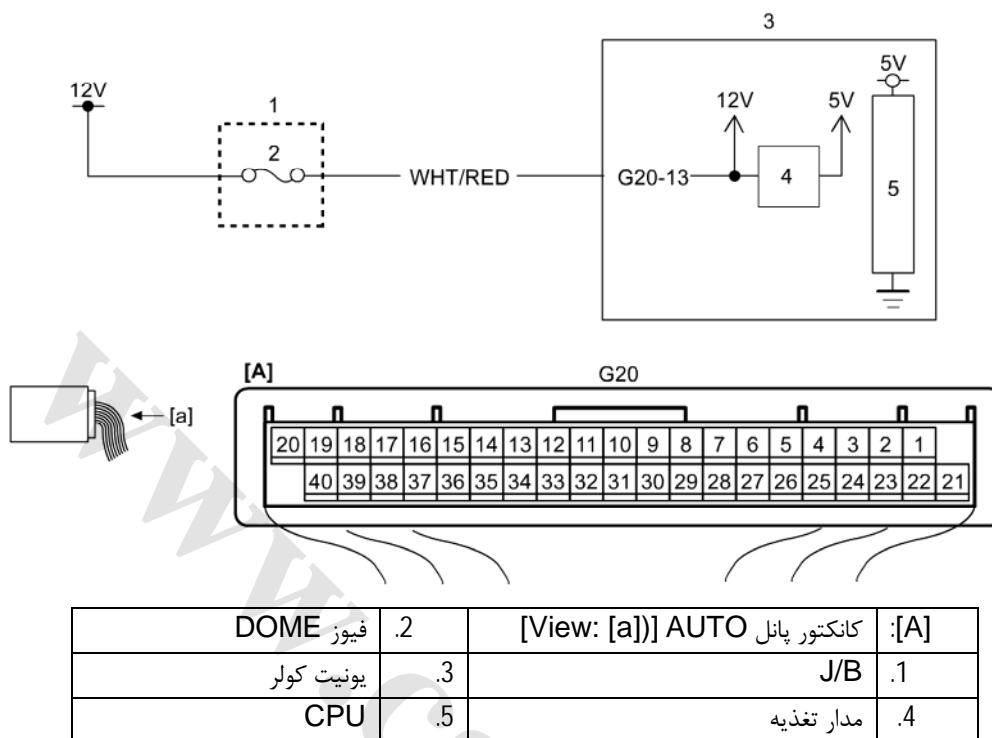 3
12V
5V
1
12V
5V
2
WHT/RED
G20-13
4
5
[A]
G20
[a]
20 19 18 17 16 15 14 13 12 11 10 9 8 7 6 5 4 3 2 1
40 39 38 37 36 35 34 33 32 31 30 29 28 27 26 25 24 23 22 21
[A]: کانکتور پانل AUTO [View: [a])] .2 فیوز DOME
.1 J/B .3 یونیت کولر
.4 مدار تغذیه .5 CPU
www.c